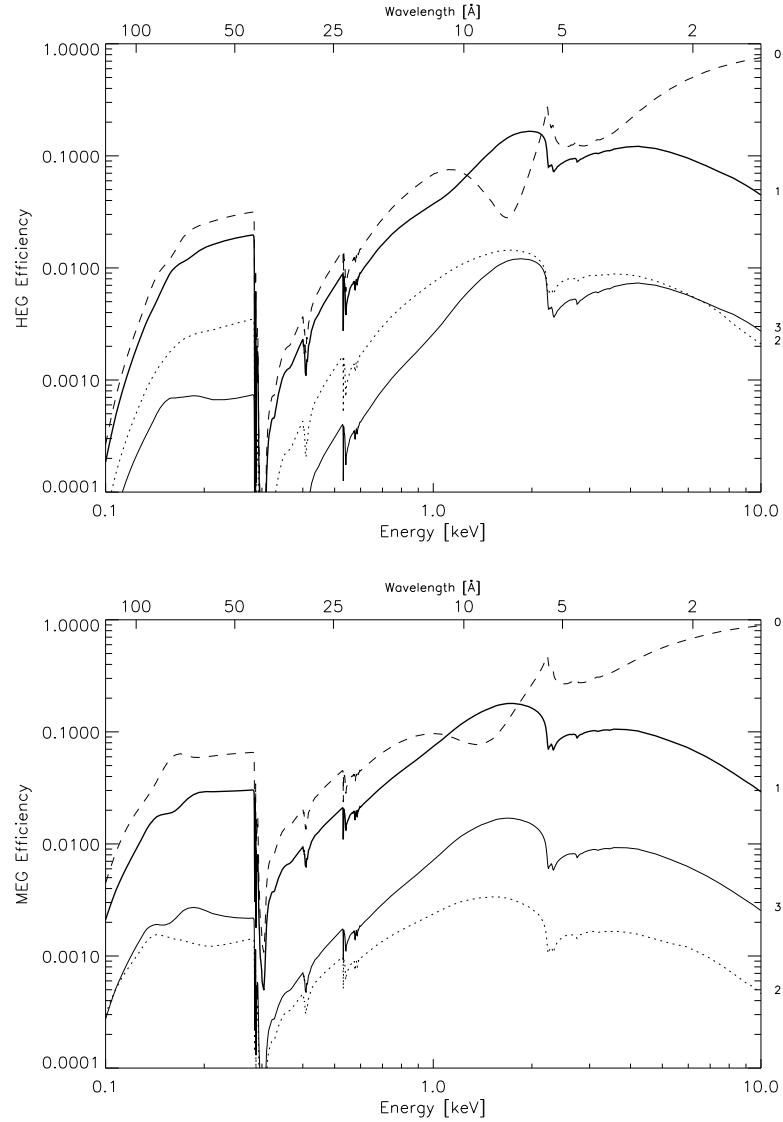 Wavelength [Å]
100 50 25 10 5 2
1.0000
0.1000
0.0100
0.0010
0.0001
HEG Efficiency
0
1
3
2
0.1 1.0 10.0
Energy [keV]
Wavelength [Å]
100 50 25 10 5 2
1.0000
0.1000
0.0100
0.0010
0.0001
MEG Efficiency
0
1
3
2
0.1 1.0 10.0
Energy [keV]